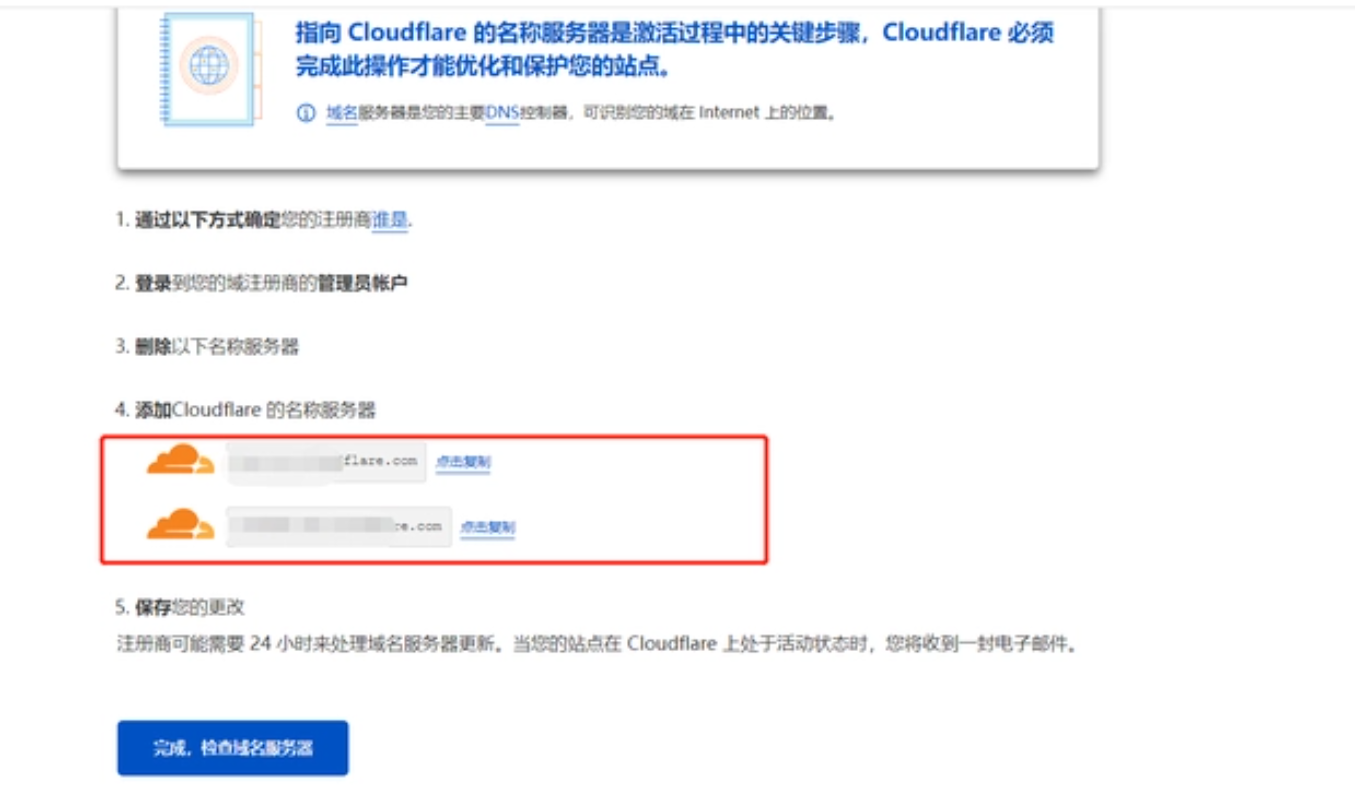 指向 Cloudflare 的名称服务器是激活过程中的关键步骤，Cloudflare 必须
完成此操作才能优化和保护您的站点。
域名服务器是您的主要DNS控制器，可识别您的域在 Internet 上的位置。
1. 通过以下方式确定您的注册商谁是.
2. 登录到您的域注册商的管理员帐户
3. 删除以下名称服务器
4. 添加Cloudflare 的名称服务器
flare.com 点击复制
re.com 点击复制
5. 保存您的更改
注册商可能需要 24 小时来处理域名服务器更新。当您的站点在 Cloudflare 上处于活动状态时，您将收到一封电子邮件。
完成，检查域名服务器